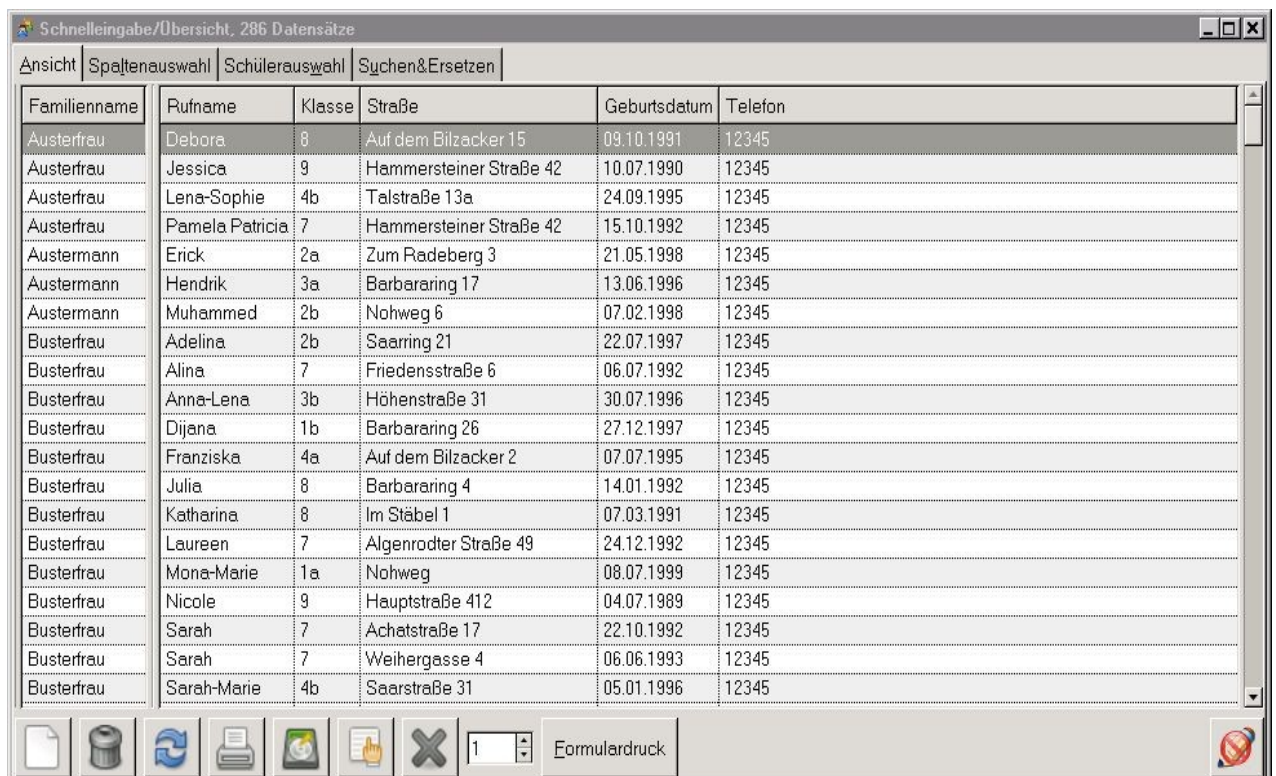 Schnelleingabe/Übersicht, 286 Datensätze
Ansicht Spaltenauswahl Schülerauswahl Suchen&Ersetzen
Familienname Rufname Klasse Straße Geburtsdatum Telefon
Austerfrau Debora 8 Auf dem Bilzacker 15 09.10.1991 12345
Austerfrau Jessica 9 Hammersteiner Straße 42 10.07.1990 12345
Austerfrau Lena-Sophie 4b Talstraße 13a 24.09.1995 12345
Austerfrau Pamela Patricia 7 Hammersteiner Straße 42 15.10.1992 12345
Austermann Erick 2a Zum Radeberg 3 21.05.1998 12345
Austermann Hendrik 3a Barbararing 17 13.06.1996 12345
Austermann Muhammed 2b Nohweg 6 07.02.1998 12345
Busterfrau Adelina 2b Saarring 21 22.07.1997 12345
Busterfrau Alina 7 Friedensstraße 6 06.07.1992 12345
Busterfrau Anna-Lena 3b Höhenstraße 31 30.07.1996 12345
Busterfrau Dijana 1b Barbararing 26 27.12.1997 12345
Busterfrau Franziska 4a Auf dem Bilzacker 2 07.07.1995 12345
Busterfrau Julia 8 Barbararing 4 14.01.1992 12345
Busterfrau Katharina 8 Im Stäbel 1 07.03.1991 12345
Busterfrau Laureen 7 Algenrodter Straße 49 24.12.1992 12345
Busterfrau Mona-Marie 1a Nohweg 08.07.1999 12345
Busterfrau Nicole 9 Hauptstraße 412 04.07.1989 12345
Busterfrau Sarah 7 Achatstraße 17 22.10.1992 12345
Busterfrau Sarah 7 Weihergasse 4 06.06.1993 12345
Busterfrau Sarah-Marie 4b Saarstraße 31 05.01.1996 12345
1 Formulardruck